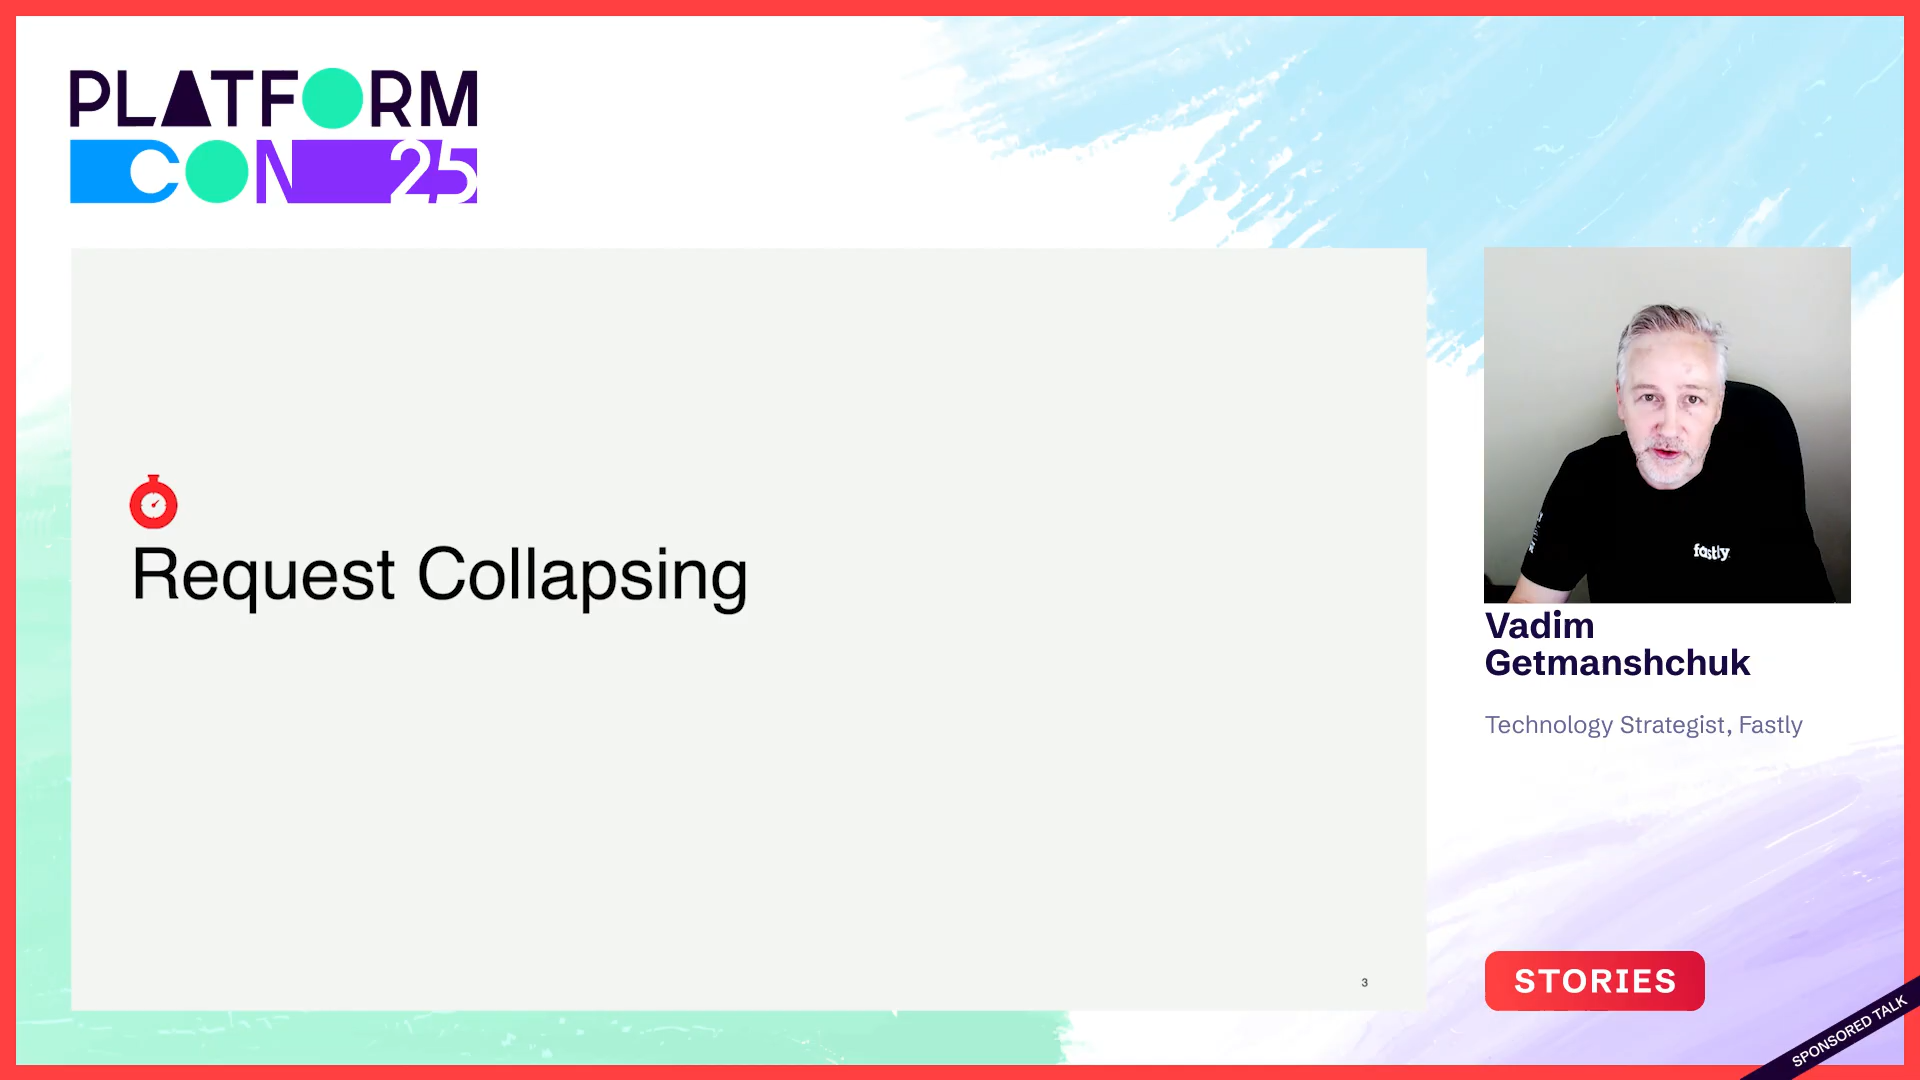 PLATFORM
CON 25
Request Collapsing
3
fastly
Vadim
Getmanshchuk
Technology Strategist, Fastly
STORIES
SPONSORED TALK